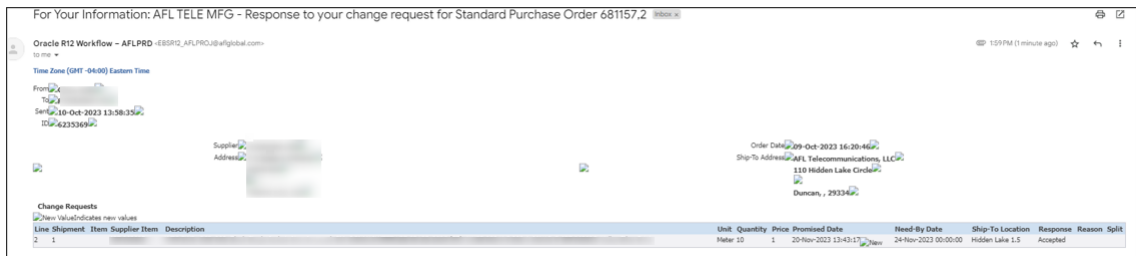 For Your Information: AFL TELE MFG - Response to your change request for Standard Purchase Order 681157,2 Inbox x
Oracle R12 Workflow – AFLPRD <EBSR12_AFLPROJ@aflglobal.com>
1:59 PM (1 minute ago)
to me
Time Zone (GMT -04:00) Eastern Time
From
To
Sent 10-Oct-2023 13:58:35
ID 6235369
Supplier
Order Date 09-Oct-2023 16:20:46
Address
Ship-To Address AFL Telecommunications, LLC
110 Hidden Lake Circle
Duncan, , 29334
Change Requests
New ValueIndicates new values
Line Shipment Item Supplier Item Description Unit Quantity Price Promised Date Need-By Date Ship-To Location Response Reason Split
2 1 Meter 10 1 20-Nov-2023 13:43:17 New 24-Nov-2023 00:00:00 Hidden Lake 1.5 Accepted